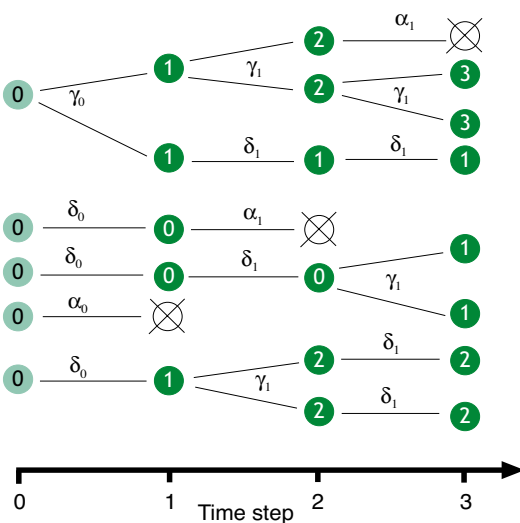 2 α₁
1 γ₁ 2 3
0 γ₀ γ₁ 3
1 δ₁ 1 δ₁ 1
0 δ₀ 0 α₁
0 δ₀ 0 δ₁ 0 γ₁ 1
1
0 α₀
0 δ₀ 1 γ₁ 2 δ₁ 2
2 δ₁ 2
0 1 2 3
Time step